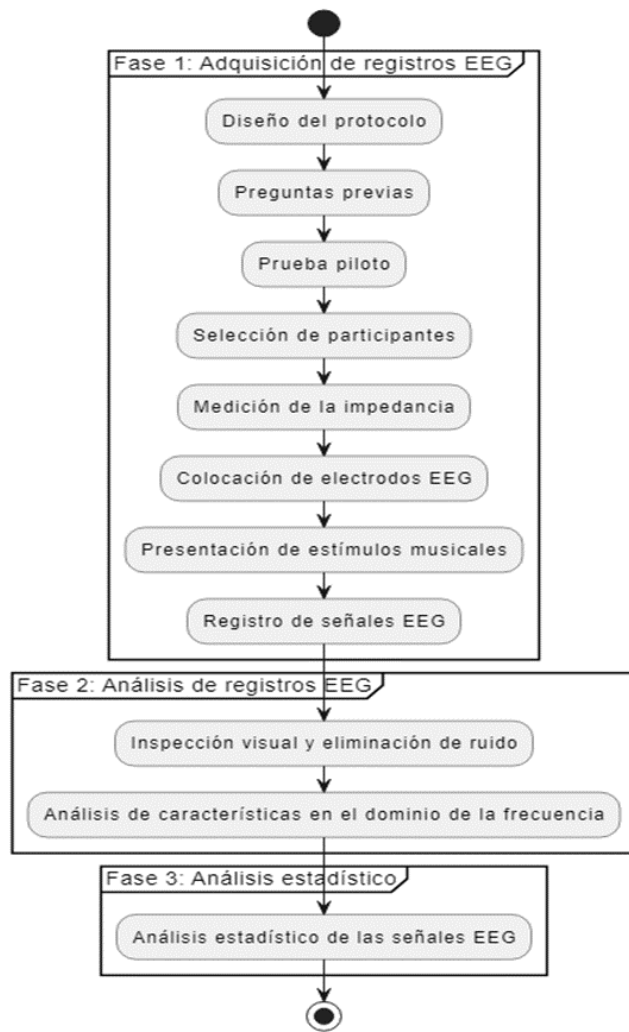 Fase 1: Adquisición de registros EEG
Diseño del protocolo
Preguntas previas
Prueba piloto
Selección de participantes
Medición de la impedancia
Colocación de electrodos EEG
Presentación de estímulos musicales
Registro de señales EEG
Fase 2: Análisis de registros EEG
Inspección visual y eliminación de ruido
Análisis de características en el dominio de la frecuencia
Fase 3: Análisis estadístico
Análisis estadístico de las señales EEG